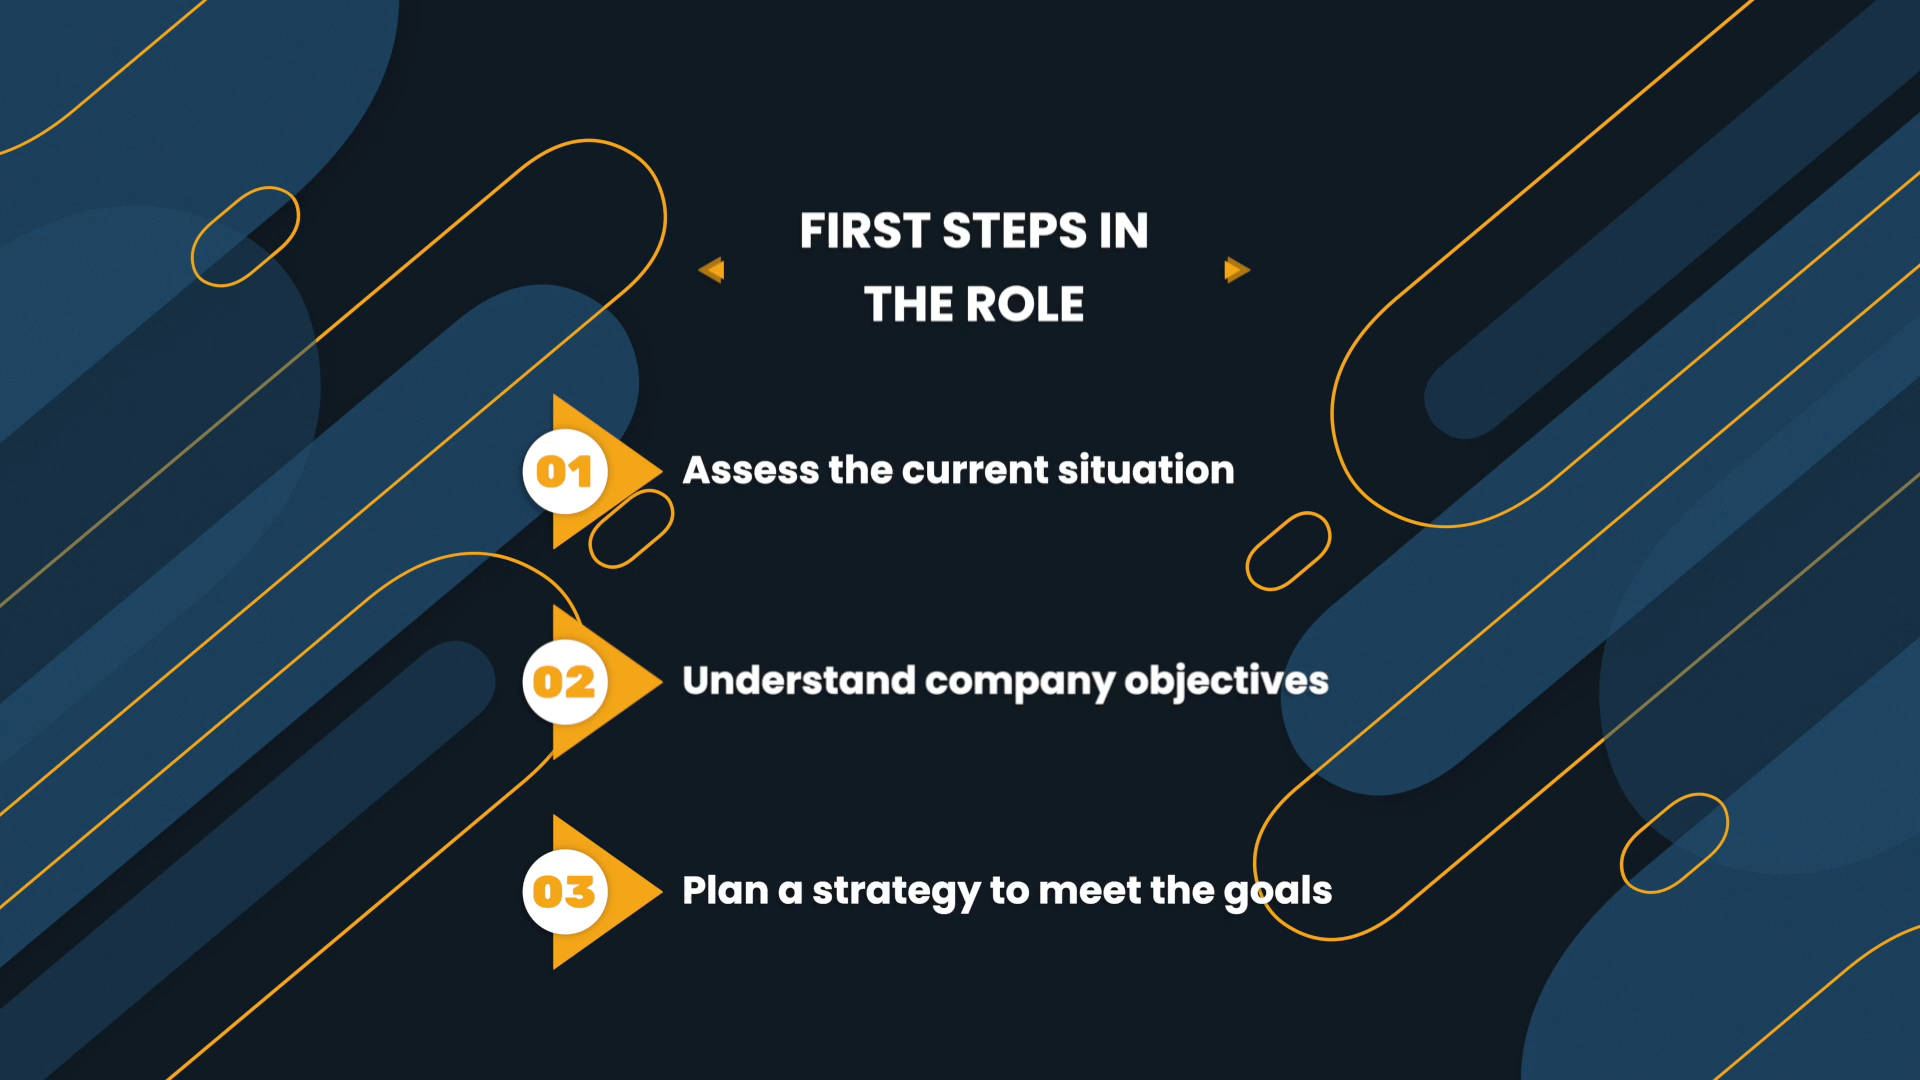 FIRST STEPS IN
THE ROLE
01 Assess the current situation
02 Understand company objectives
03 Plan a strategy to meet the goals